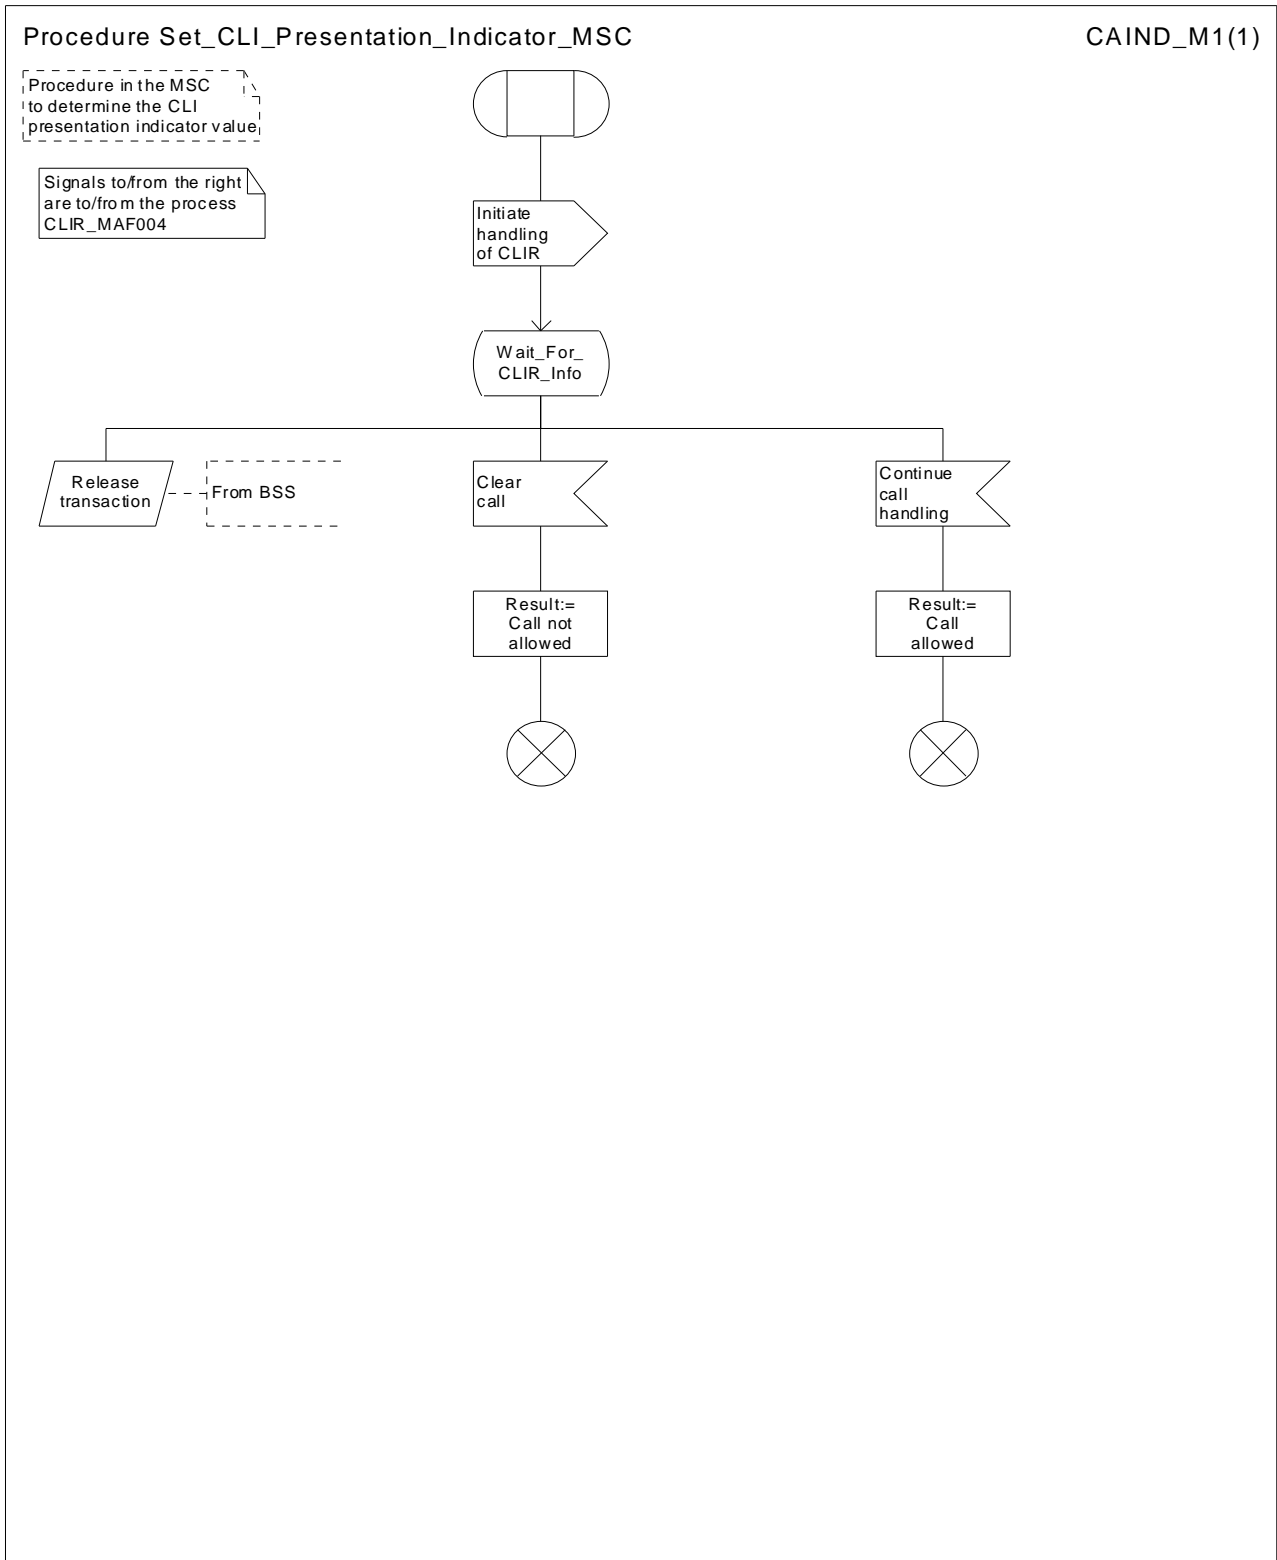 Procedure Set_CLI_Presentation_Indicator_MSC
CAIND_M1(1)
Procedure in the MSC
to determine the CLI
presentation indicator value
Signals to/from the right
are to/from the process
CLIR_MAF004
Initiate
handling
of CLIR
Wait_For_
CLIR_Info
Release
transaction
From BSS
Clear
call
Continue
call
handling
Result:=
Call not
allowed
Result:=
Call
allowed